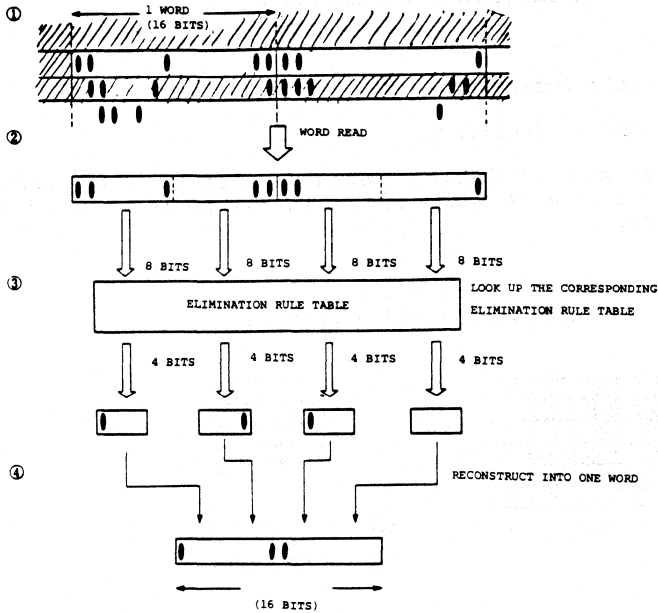 ① 1 WORD
(16 BITS)
② WORD READ
8 BITS 8 BITS 8 BITS 8 BITS
③ ELIMINATION RULE TABLE LOOK UP THE CORRESPONDING
ELIMINATION RULE TABLE
4 BITS 4 BITS 4 BITS 4 BITS
④ RECONSTRUCT INTO ONE WORD
(16 BITS)